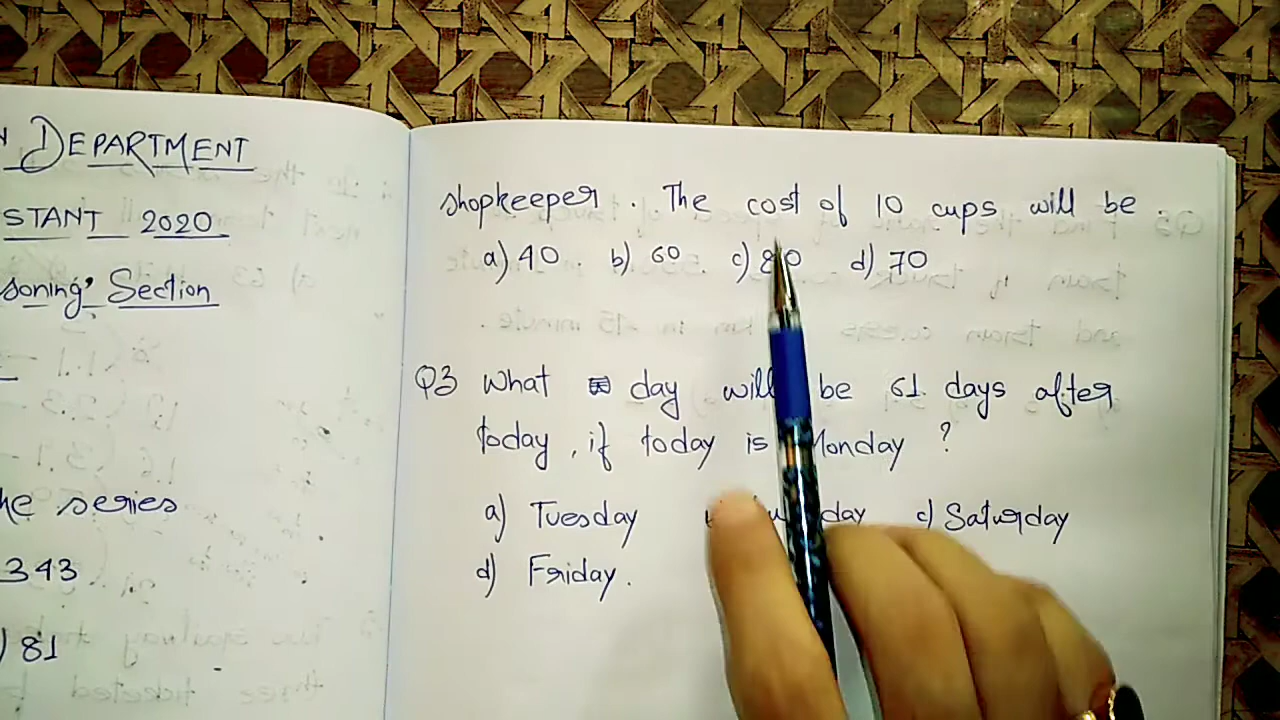 DEPARTMENT
STANT 2020
soning" Section
he series
343
) 81
shopkeeper. The cost of 10 cups will be.
a) 40. b) 60. c) 80 d) 70
Q3 What day will be 61 days after
today, if today is Monday?
a) Tuesday day c) Saturday
d) Friday.